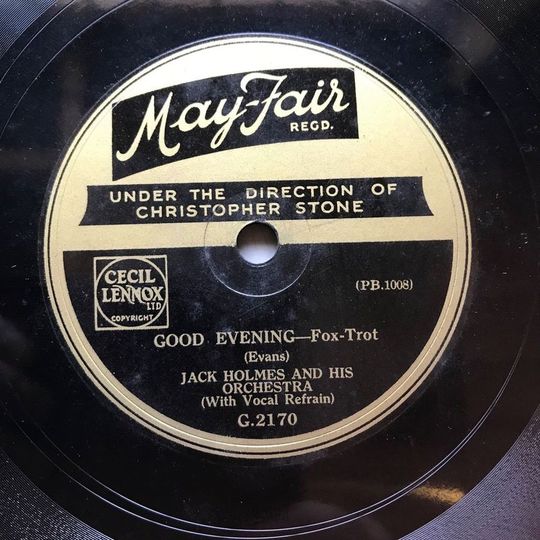 May-Fair
REGD.
UNDER THE DIRECTION OF
CHRISTOPHER STONE
CECIL
LENNOX
LTD
COPYRIGHT
(PB.1008)
GOOD EVENING—Fox-Trot
(Evans)
JACK HOLMES AND HIS
ORCHESTRA
(With Vocal Refrain)
G.2170